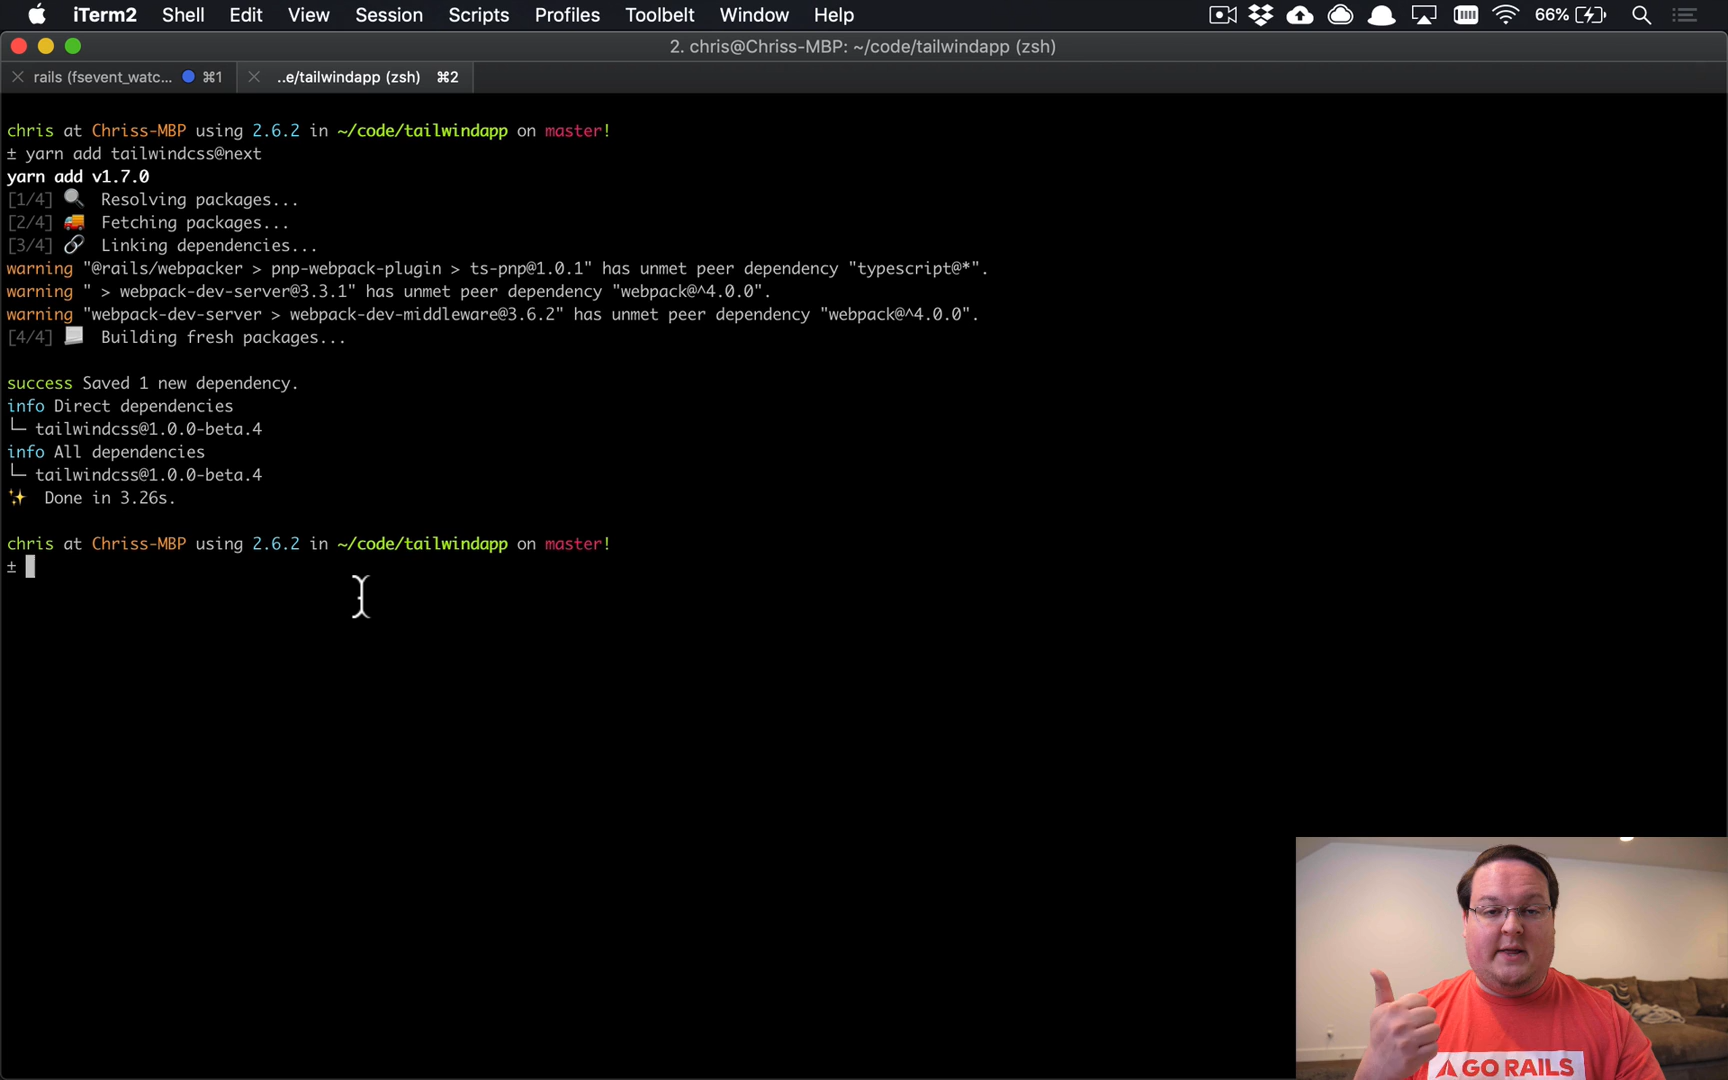 iTerm2 Shell Edit View Session Scripts Profiles Toolbelt Window Help 66%
2. chris@Chriss-MBP: ~/code/tailwindapp (zsh)
rails (fsevent_watc... ⌘1 ..e/tailwindapp (zsh) ⌘2
chris at Chriss-MBP using 2.6.2 in ~/code/tailwindapp on master!
± yarn add tailwindcss@next
yarn add v1.7.0
[1/4] 🔍 Resolving packages...
[2/4] 🚚 Fetching packages...
[3/4] 🔗 Linking dependencies...
warning "@rails/webpacker > pnp-webpack-plugin > ts-pnp@1.0.1" has unmet peer dependency "typescript@*".
warning " > webpack-dev-server@3.3.1" has unmet peer dependency "webpack@^4.0.0".
warning "webpack-dev-server > webpack-dev-middleware@3.6.2" has unmet peer dependency "webpack@^4.0.0".
[4/4] 📃 Building fresh packages...
success Saved 1 new dependency.
info Direct dependencies
└─ tailwindcss@1.0.0-beta.4
info All dependencies
└─ tailwindcss@1.0.0-beta.4
✨ Done in 3.26s.
chris at Chriss-MBP using 2.6.2 in ~/code/tailwindapp on master!
±
GO RAILS